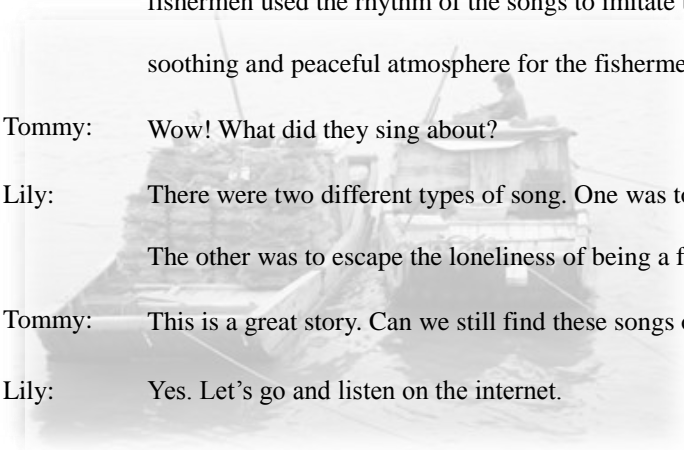 fishermen used the rhythm of the songs to imitate
soothing and peaceful atmosphere for the
Tommy: Wow! What did they sing about?
Lily: There were two different types of song. One was
The other was to escape the loneliness of being a
Tommy: This is a great story. Can we still find these songs
Lily: Yes. Let’s go and listen on the internet.